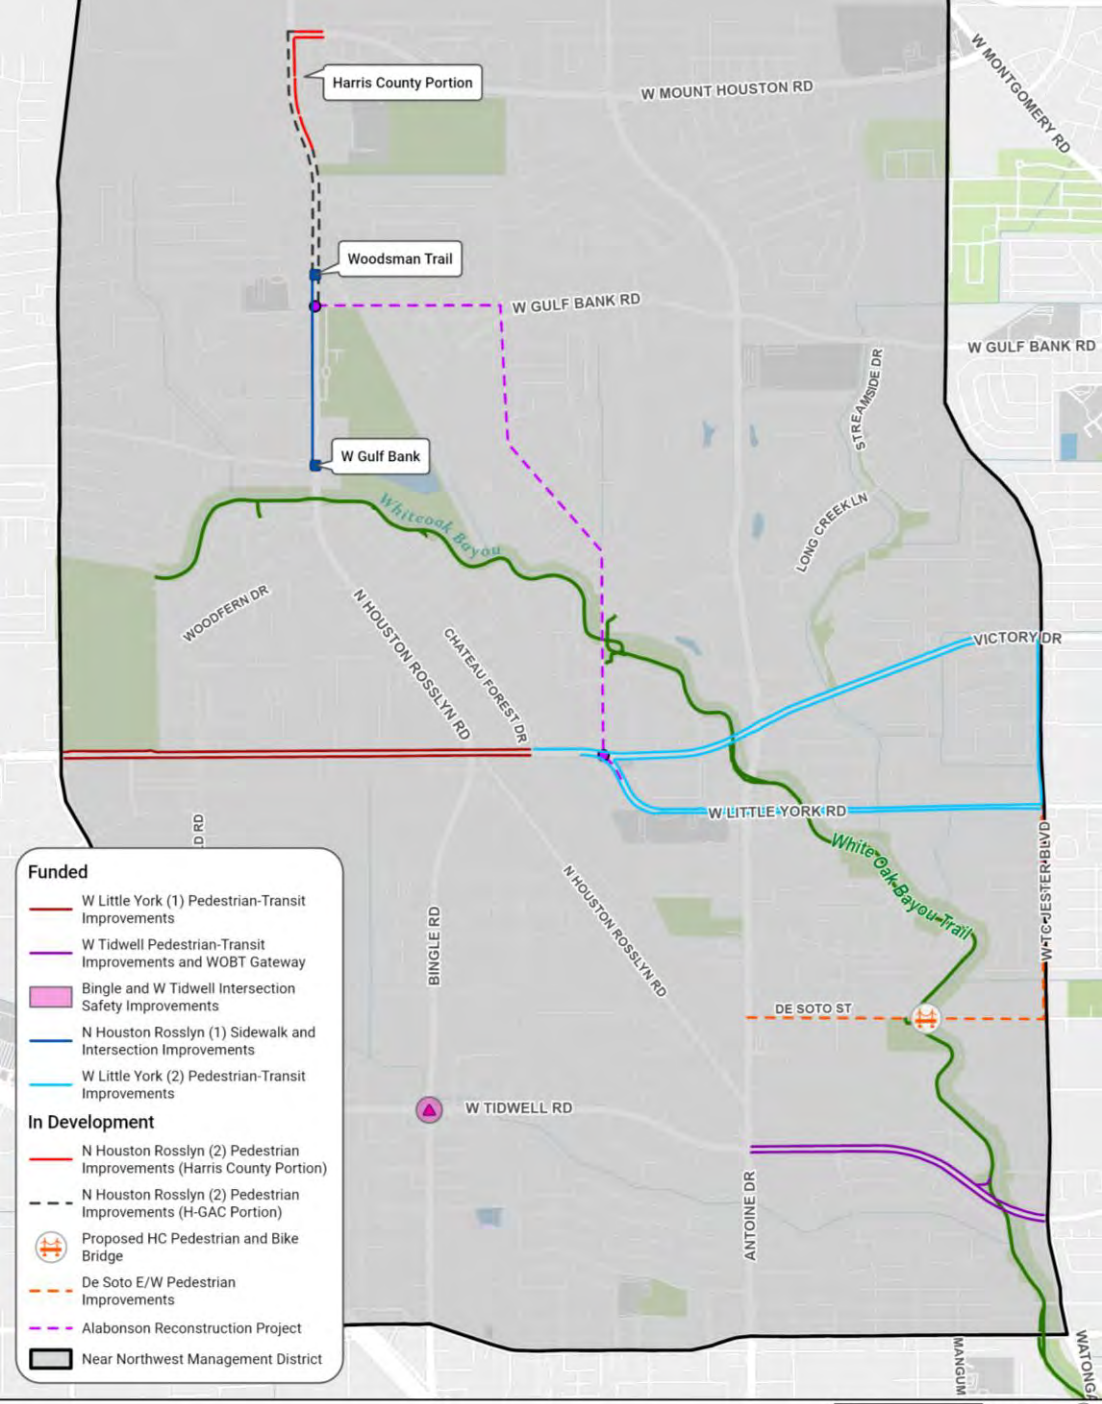 W MONTGOMERY RD
Harris County Portion
W MOUNT HOUSTON RD
Woodsman Trail
W GULF BANK RD
W GULF BANK RD
STREAMSIDE DR
W Gulf Bank
Whiteoak Bayou
LONG CREEK LN
WOODFERN DR
N HOUSTON ROSSLYN RD
CHATEAU FOREST DR
VICTORY DR
W LITTLE YORK RD
White Oak Bayou Trail
W TC JESTER BLVD
N HOUSTON ROSSLYN RD
BINGLE RD
DE SOTO ST
W TIDWELL RD
ANTOINE DR
MANGUM
Funded
W Little York (1) Pedestrian-Transit
Improvements
W Tidwell Pedestrian-Transit
Improvements and WOBT Gateway
Bingle and W Tidwell Intersection
Safety Improvements
N Houston Rosslyn (1) Sidewalk and
Intersection Improvements
W Little York (2) Pedestrian-Transit
Improvements
In Development
N Houston Rosslyn (2) Pedestrian
Improvements (Harris County Portion)
N Houston Rosslyn (2) Pedestrian
Improvements (H-GAC Portion)
Proposed HC Pedestrian and Bike
Bridge
De Soto E/W Pedestrian
Improvements
Alabonson Reconstruction Project
Near Northwest Management District